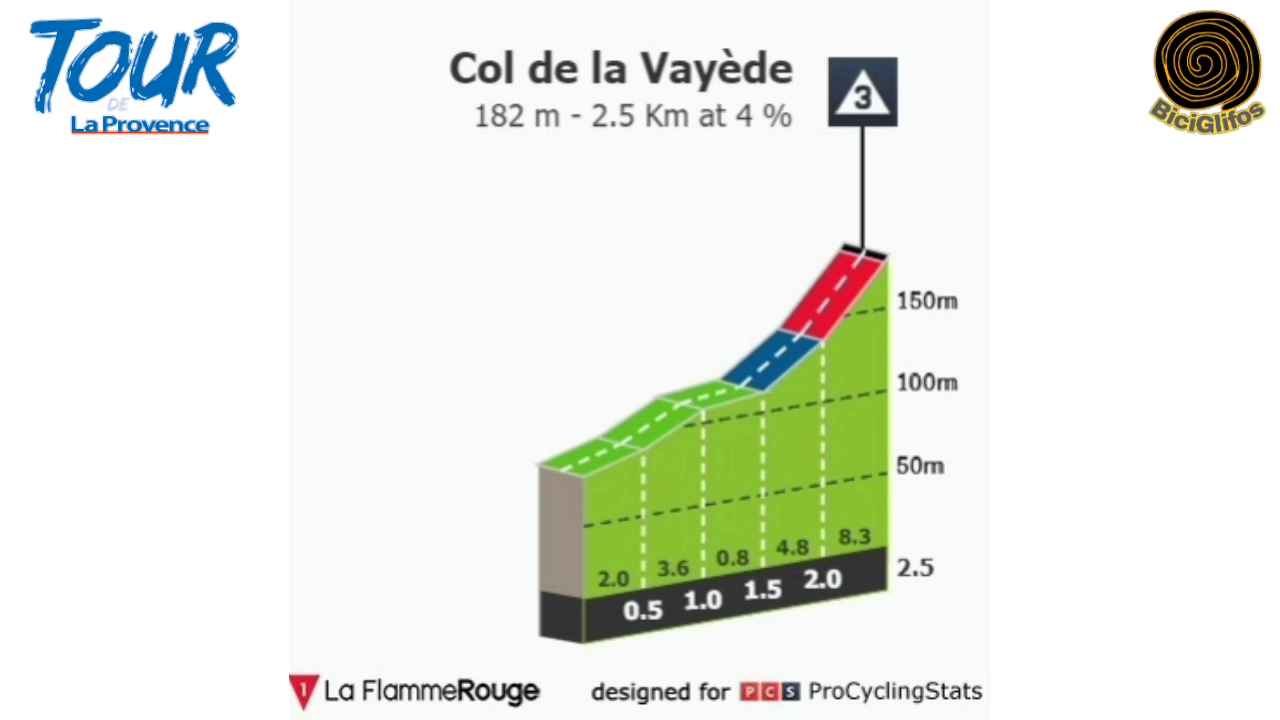 TOUR
DE
La Provence
BiciGlifos
Col de la Vayède
182 m - 2.5 Km at 4 %
3
150m
100m
50m
2.0 3.6 0.8 4.8 8.3
0.5 1.0 1.5 2.0 2.5
1 La FlammeRouge
designed for PCS ProCyclingStats